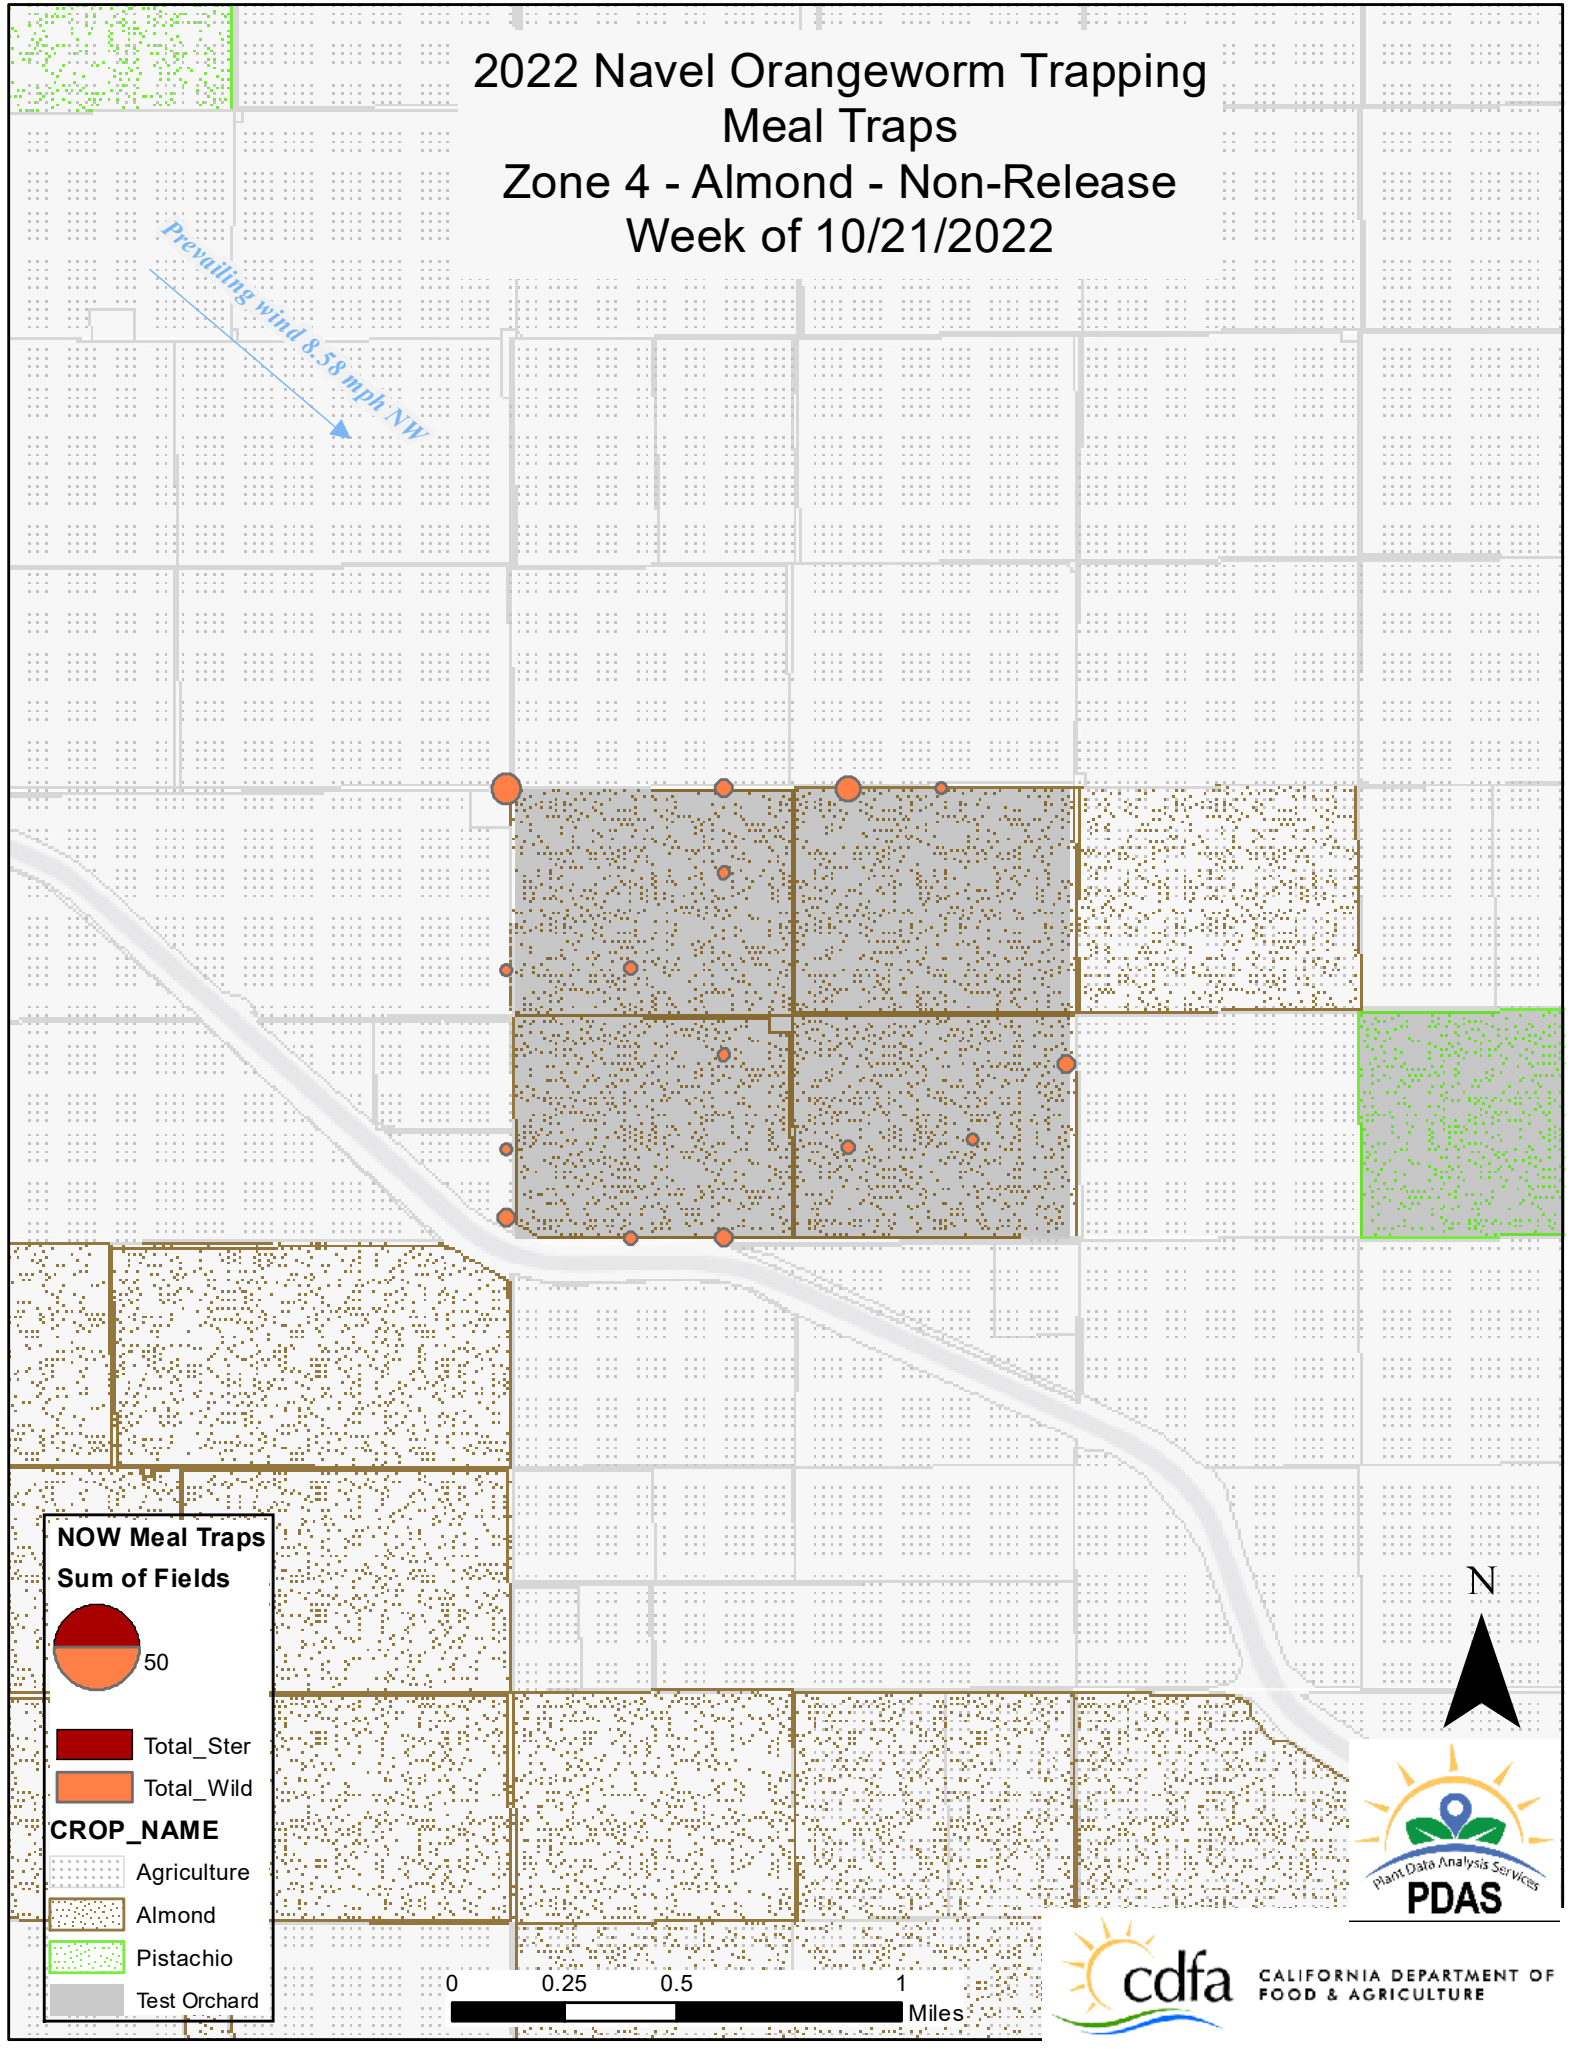 2022 Navel Orangeworm Trapping
Meal Traps
Zone 4 - Almond - Non-Release
Week of 10/21/2022
Prevailing wind 8.58 mph NW
NOW Meal Traps
Sum of Fields
50
Total_Ster
Total_Wild
CROP_NAME
Agriculture
Almond
Pistachio
Test Orchard
0 0.25 0.5 1
Miles
N
Plant Data Analysis Services
PDAS
cdfa
CALIFORNIA DEPARTMENT OF
FOOD & AGRICULTURE